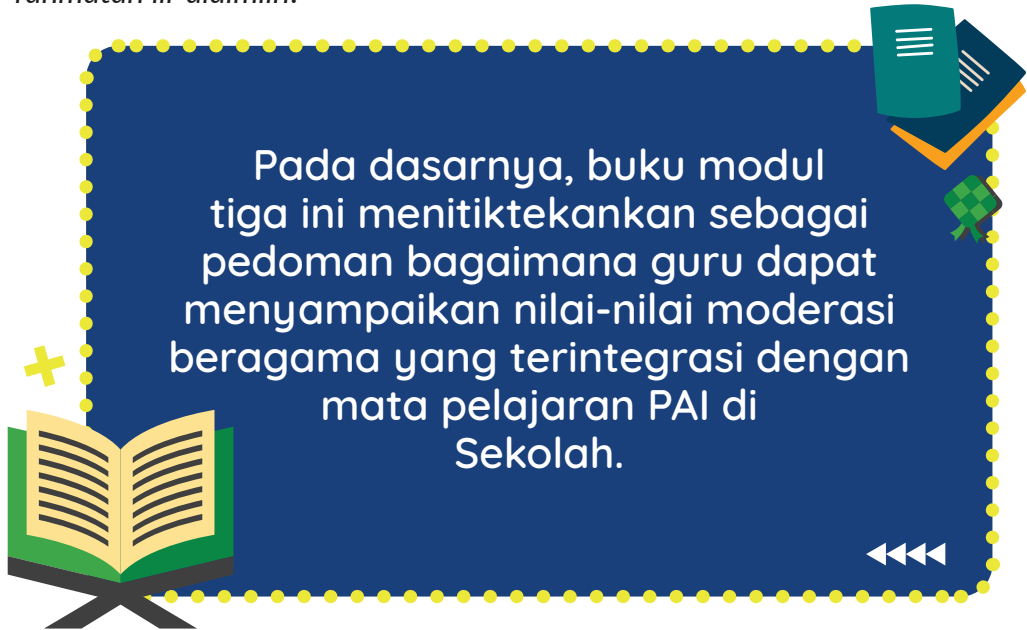 Pada dasarnya, buku modul
tiga ini menitiktekankan sebagai
pedoman bagaimana guru dapat
menyampaikan nilai-nilai moderasi
beragama yang terintegrasi dengan
mata pelajaran PAI di
Sekolah.